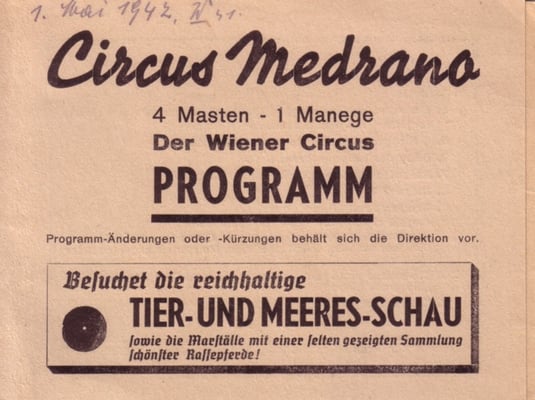 1. Mai 1942.
Circus Medrano
4 Masten - 1 Manege
Der Wiener Circus
PROGRAMM
Programm-Änderungen oder -Kürzungen behält sich die Direktion vor.
Besuchet die reichhaltige
TIER- UND MEERES-SCHAU
sowie die Marställe mit einer selten gezeigten Sammlung
schönster Rassepferde!